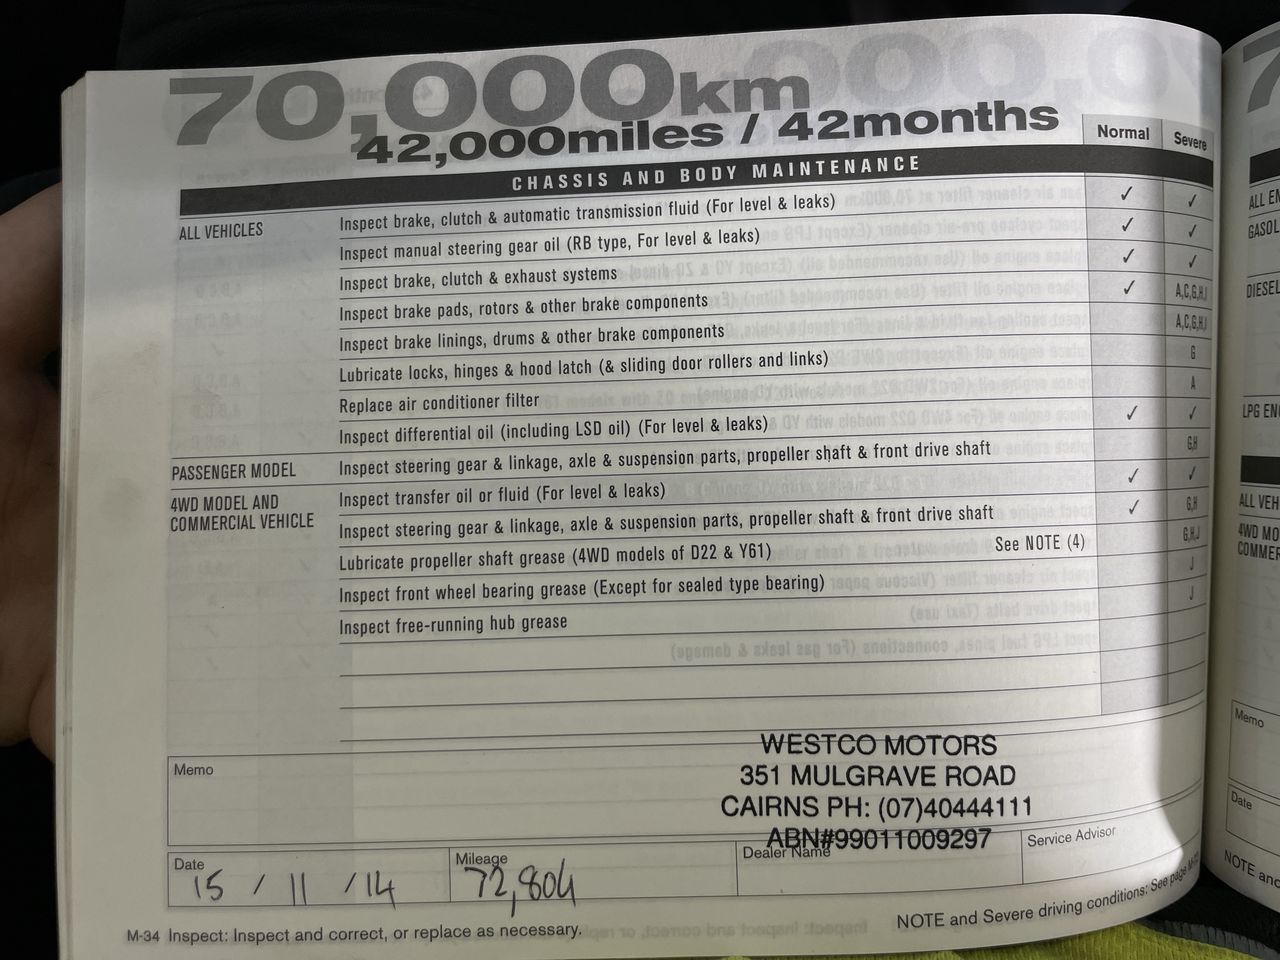 70,000km
42,000miles / 42months
Normal Severe
CHASSIS AND BODY MAINTENANCE
ALL VEHICLES Inspect brake, clutch & automatic transmission fluid (For level & leaks) ✓ ✓
Inspect manual steering gear oil (RB type, For level & leaks) ✓ ✓
Inspect brake, clutch & exhaust systems ✓ ✓
Inspect brake pads, rotors & other brake components ✓ A,C,G,H,I
Inspect brake linings, drums & other brake components A,C,G,H,I
Lubricate locks, hinges & hood latch (& sliding door rollers and links) G
Replace air conditioner filter A
Inspect differential oil (including LSD oil) (For level & leaks) ✓ ✓
PASSENGER MODEL Inspect steering gear & linkage, axle & suspension parts, propeller shaft & front drive shaft G,H
4WD MODEL AND Inspect transfer oil or fluid (For level & leaks) ✓ ✓
COMMERCIAL VEHICLE Inspect steering gear & linkage, axle & suspension parts, propeller shaft & front drive shaft ✓ G,H
Lubricate propeller shaft grease (4WD models of D22 & Y61) See NOTE (4) G,H,J
Inspect front wheel bearing grease (Except for sealed type bearing) J
Inspect free-running hub grease J
Memo
WESTCO MOTORS
351 MULGRAVE ROAD
CAIRNS PH: (07)40444111
ABN#99011009297
Date Mileage Dealer Name Service Advisor
15 / 11 / 14 72,804
M-34 Inspect: Inspect and correct, or replace as necessary. NOTE and Severe driving conditions: See page
7
ALL EN
GASOL
DIESEL
LPG EN
ALL VEH
4WD MO
COMMER
Memo
Date
NOTE and